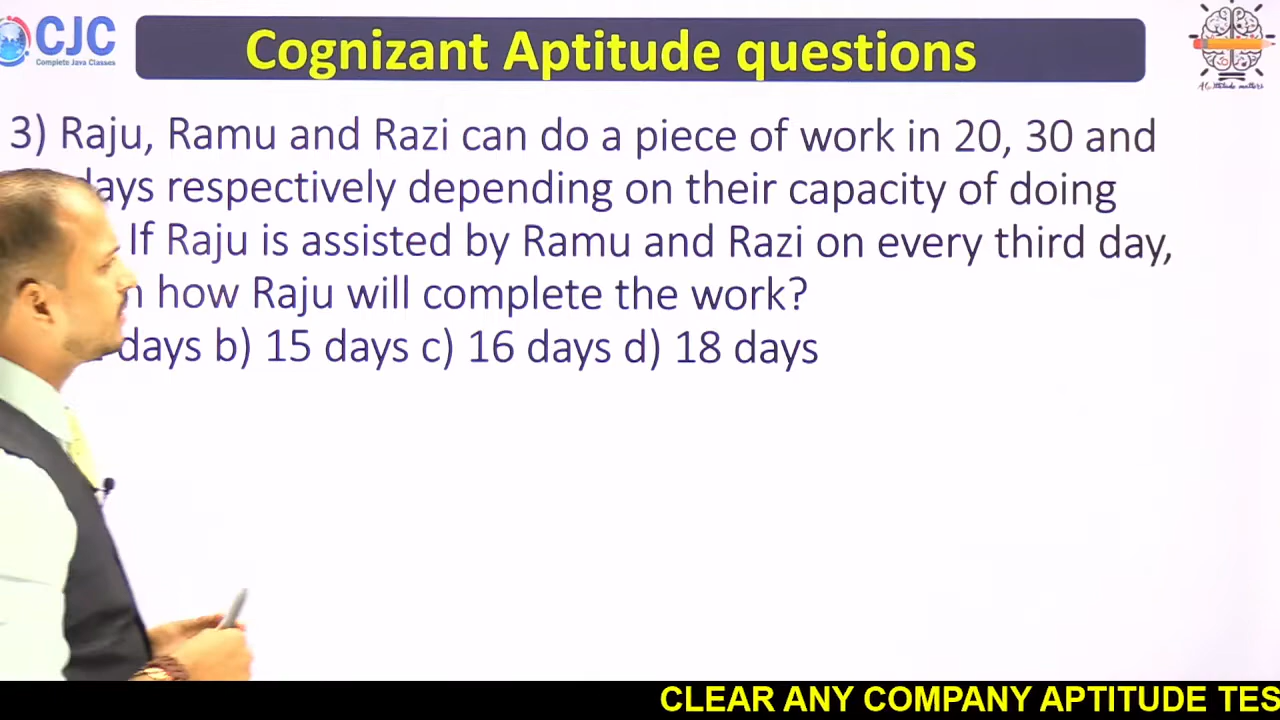 CJC
Complete Java Classes
Cognizant Aptitude questions
3) Raju, Ramu and Razi can do a piece of work in 20, 30 and
days respectively depending on their capacity of doing
If Raju is assisted by Ramu and Razi on every third day,
how Raju will complete the work?
days b) 15 days c) 16 days d) 18 days
CLEAR ANY COMPANY APTITUDE TES